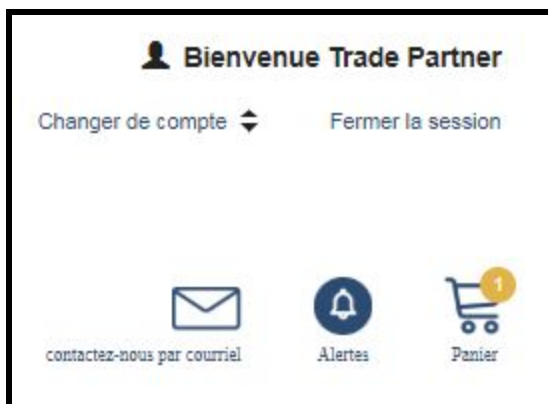 Bienvenue Trade Partner
Changer de compte Fermer la session
1
contactez-nous par courriel Alertes Panier